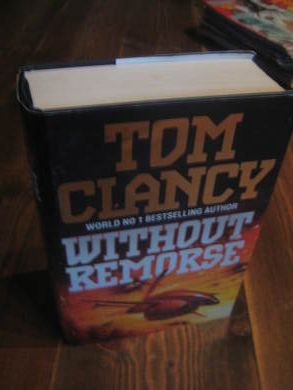 TOM
CLANCY
WORLD NO 1 BESTSELLING AUTHOR
WITHOUT
REMORSE